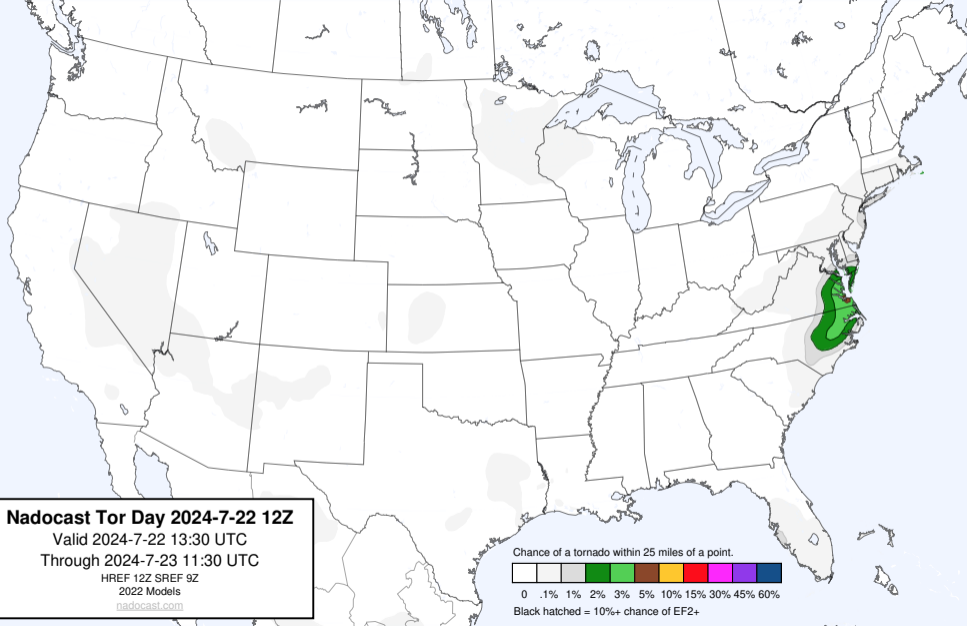 Nadocast Tor Day 2024-7-22 12Z
Valid 2024-7-22 13:30 UTC
Through 2024-7-23 11:30 UTC
HREF 12Z SREF 9Z
2022 Models
nadocast.com
Chance of a tornado within 25 miles of a point.
0 .1% 1% 2% 3% 5% 10% 15% 30% 45% 60%
Black hatched = 10%+ chance of EF2+